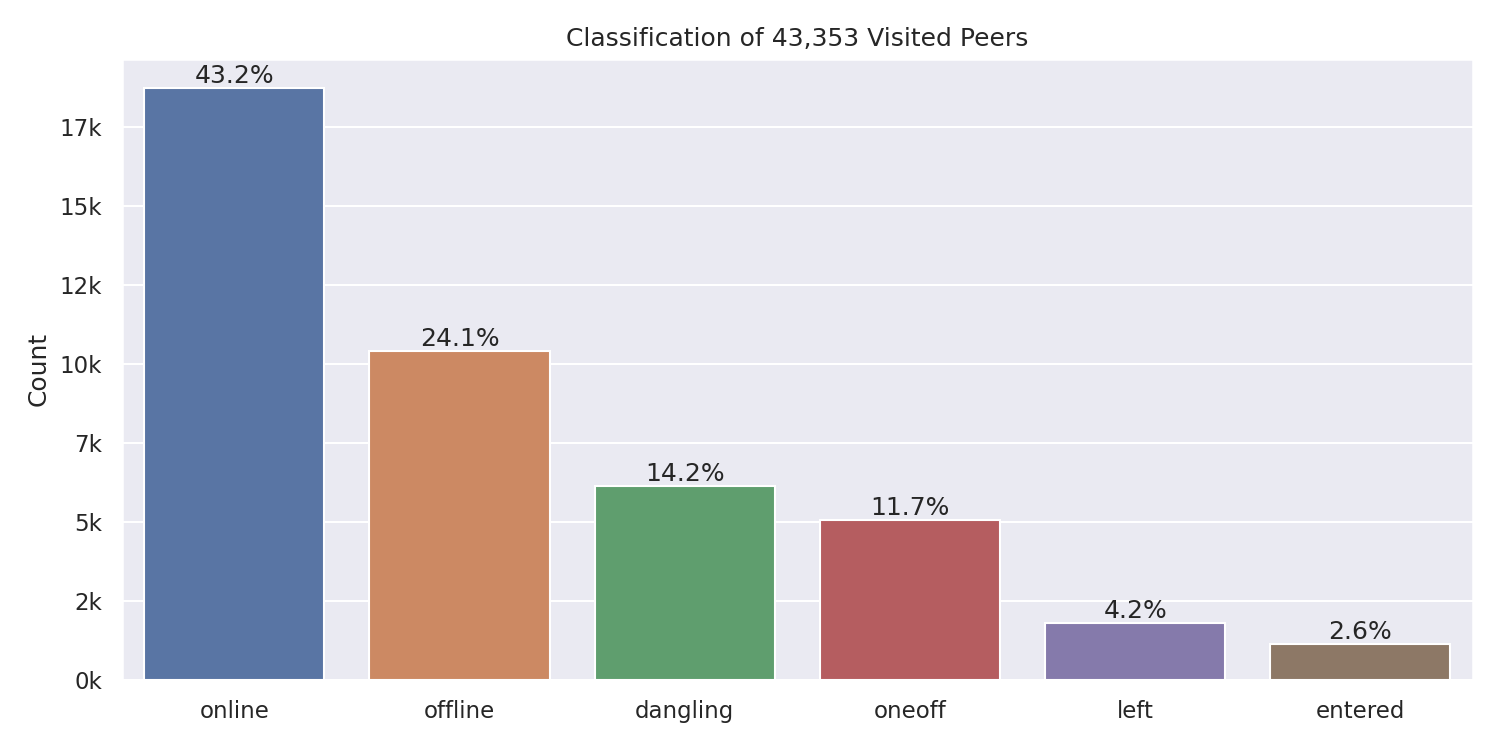 Classification of 43,353 Visited Peers
43.2%
17k
15k
12k
24.1%
10k
Count
7k
14.2%
11.7%
5k
2k
4.2%
2.6%
0k
online offline dangling oneoff left entered